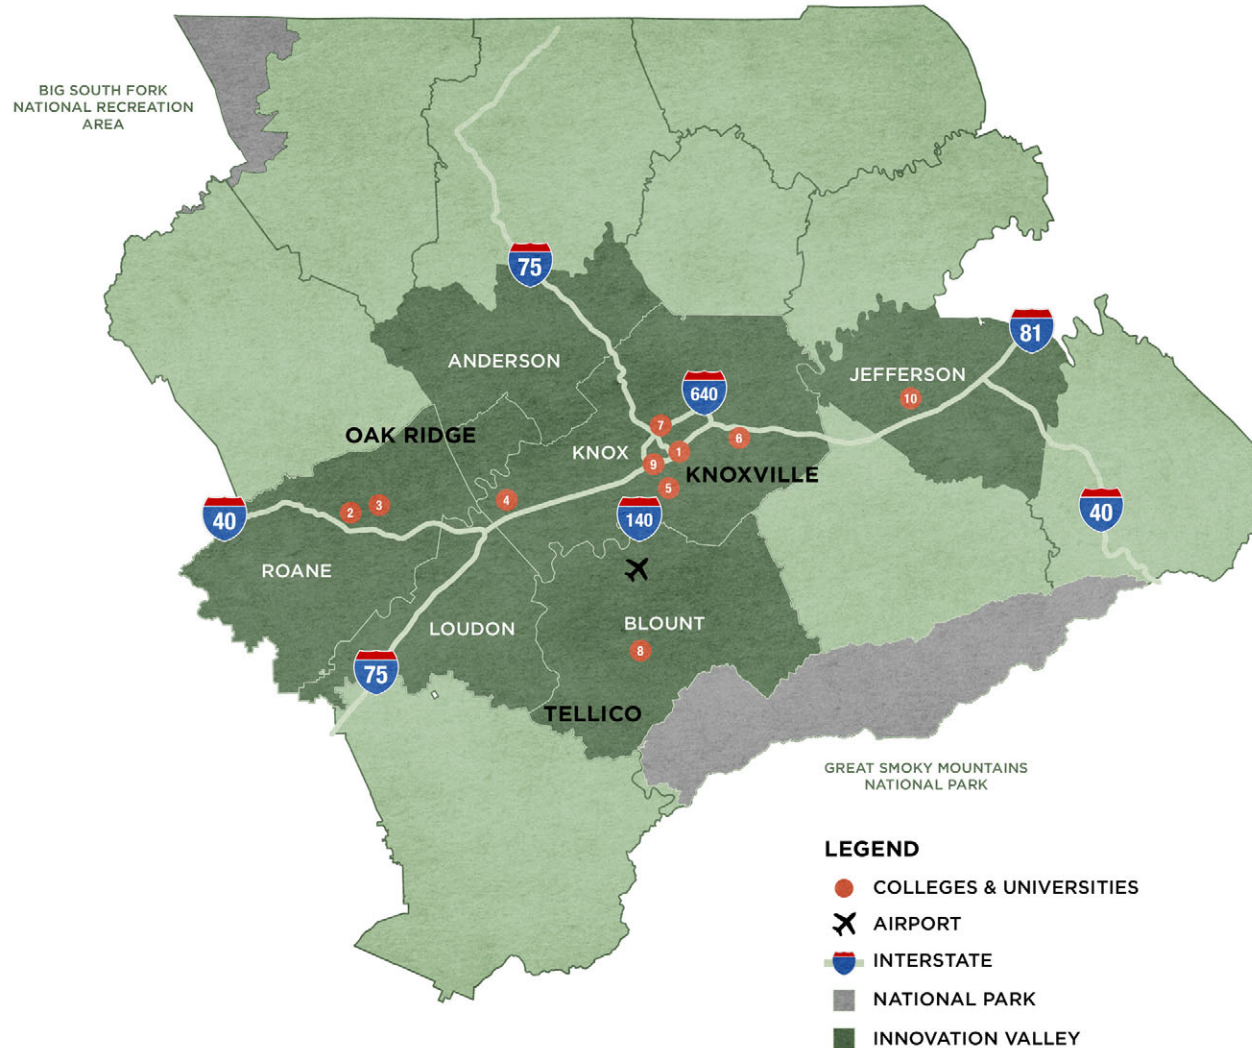 BIG SOUTH FORK
NATIONAL RECREATION
AREA
75
81
ANDERSON
JEFFERSON
640
10
7
OAK RIDGE
6
KNOX
1
9
KNOXVILLE
5
4
3
2
40
140
40
ROANE
BLOUNT
LOUDON
8
75
TELLICO
GREAT SMOKY MOUNTAINS
NATIONAL PARK
LEGEND
COLLEGES & UNIVERSITIES
AIRPORT
INTERSTATE
NATIONAL PARK
INNOVATION VALLEY